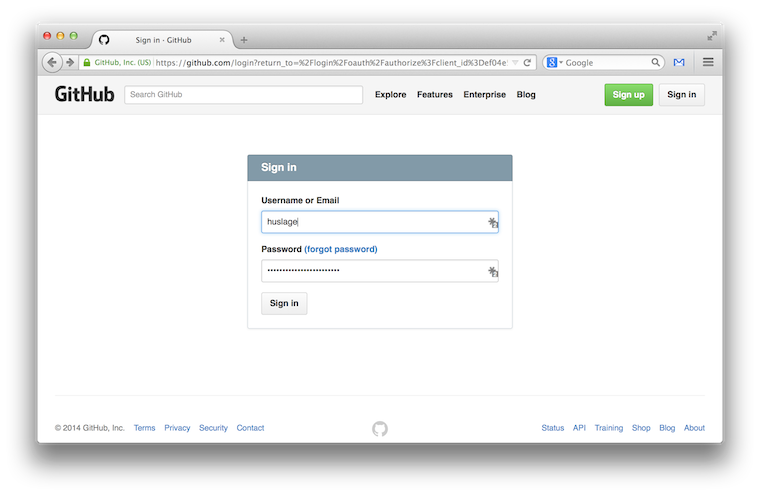 Sign in · GitHub
GitHub, Inc. (US) https://github.com/login?return_to=%2Flogin%2Foauth%2Fauthorize%3Fclient_id%3Def04e
Google
GitHub Search GitHub Explore Features Enterprise Blog Sign up Sign in
Sign in
Username or Email
huslage
Password (forgot password)
Sign in
© 2014 GitHub, Inc. Terms Privacy Security Contact Status API Training Shop Blog About